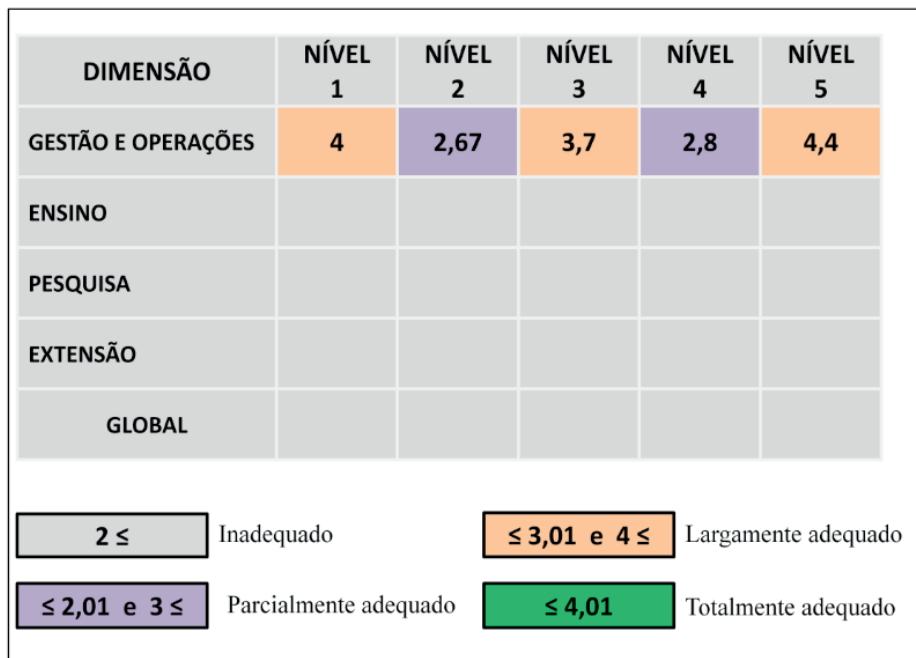 DIMENSÃO NÍVEL 1 NÍVEL 2 NÍVEL 3 NÍVEL 4 NÍVEL 5
GESTÃO E OPERAÇÕES 4 2,67 3,7 2,8 4,4
ENSINO
PESQUISA
EXTENSÃO
GLOBAL
2 ≤ Inadequado ≤ 3,01 e 4 ≤ Largamente adequado
≤ 2,01 e 3 ≤ Parcialmente adequado ≤ 4,01 Totalmente adequado